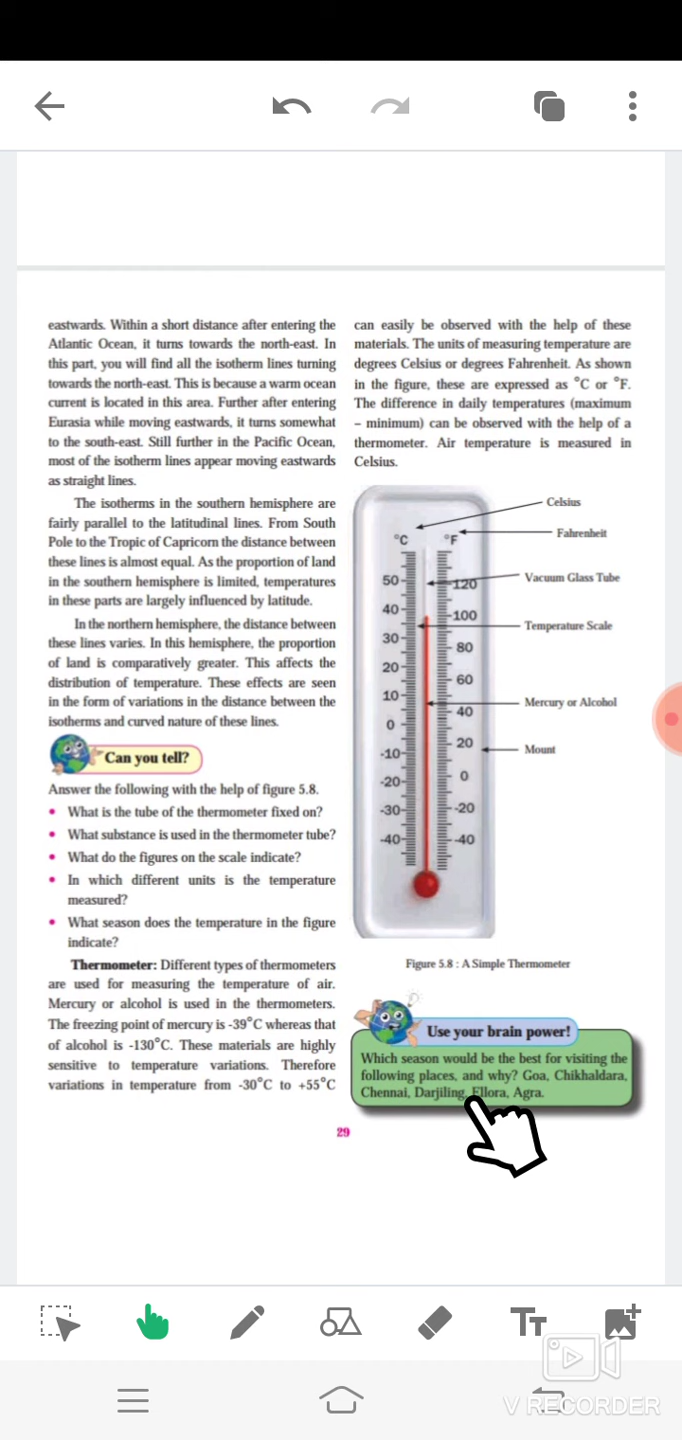 eastwards. Within a short distance after entering the
Atlantic Ocean, it turns towards the north-east. In
this part, you will find all the isotherm lines turning
towards the north-east. This is because a warm ocean
current is located in this area. Further after entering
Eurasia while moving eastwards, it turns somewhat
to the south-east. Still further in the Pacific Ocean,
most of the isotherm lines appear moving eastwards
as straight lines.
The isotherms in the southern hemisphere are
fairly parallel to the latitudinal lines. From South
Pole to the Tropic of Capricorn the distance between
these lines is almost equal. As the proportion of land
in the southern hemisphere is limited, temperatures
in these parts are largely influenced by latitude.
In the northern hemisphere, the distance between
these lines varies. In this hemisphere, the proportion
of land is comparatively greater. This affects the
distribution of temperature. These effects are seen
in the form of variations in the distance between the
isotherms and curved nature of these lines.
Can you tell?
Answer the following with the help of figure 5.8.
• What is the tube of the thermometer fixed on?
• What substance is used in the thermometer tube?
• What do the figures on the scale indicate?
• In which different units is the temperature
measured?
• What season does the temperature in the figure
indicate?
Thermometer: Different types of thermometers
are used for measuring the temperature of air.
Mercury or alcohol is used in the thermometers.
The freezing point of mercury is -39°C whereas that
of alcohol is -130°C. These materials are highly
sensitive to temperature variations. Therefore
variations in temperature from -30°C to +55°C
can easily be observed with the help of these
materials. The units of measuring temperature are
degrees Celsius or degrees Fahrenheit. As shown
in the figure, these are expressed as °C or °F.
The difference in daily temperatures (maximum
– minimum) can be observed with the help of a
thermometer. Air temperature is measured in
Celsius.
Celsius
Fahrenheit
°C °F
Vacuum Glass Tube
50 120
40 100
Temperature Scale
30 80
20 60
10 40
Mercury or Alcohol
0 20
Mount
-10 0
-20 -20
-30 -40
-40
Figure 5.8 : A Simple Thermometer
Use your brain power!
Which season would be the best for visiting the
following places, and why? Goa, Chikhaldara,
Chennai, Darjiling, Ellora, Agra.
29
TT
V RECORDER